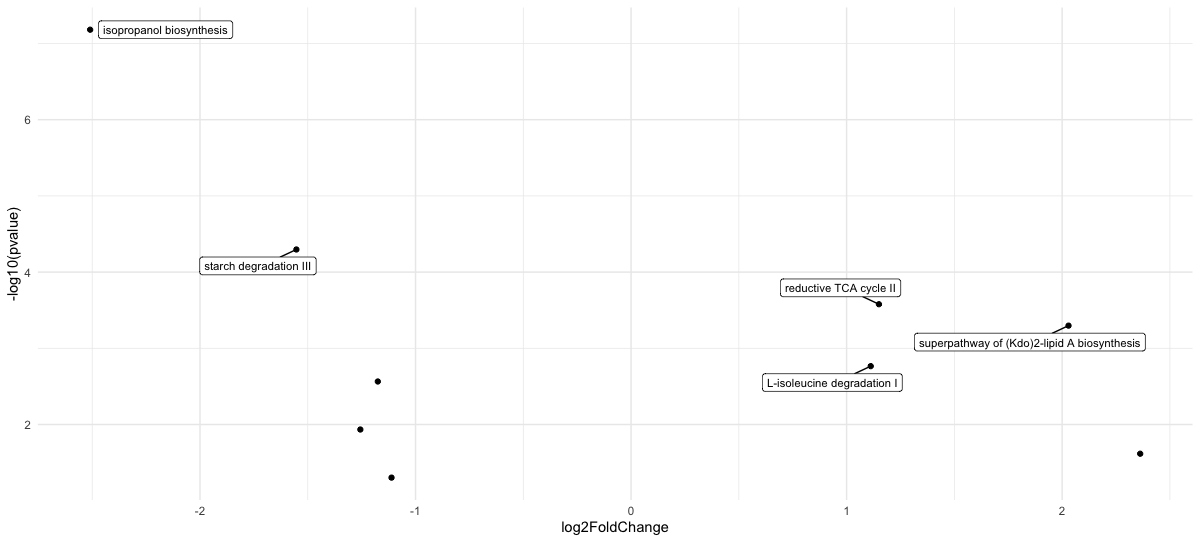 isopropanol biosynthesis
6
starch degradation III
4
reductive TCA cycle II
superpathway of (Kdo)2-lipid A biosynthesis
L-isoleucine degradation I
2
-log10(pvalue)
-2
-1
0
1
2
log2FoldChange